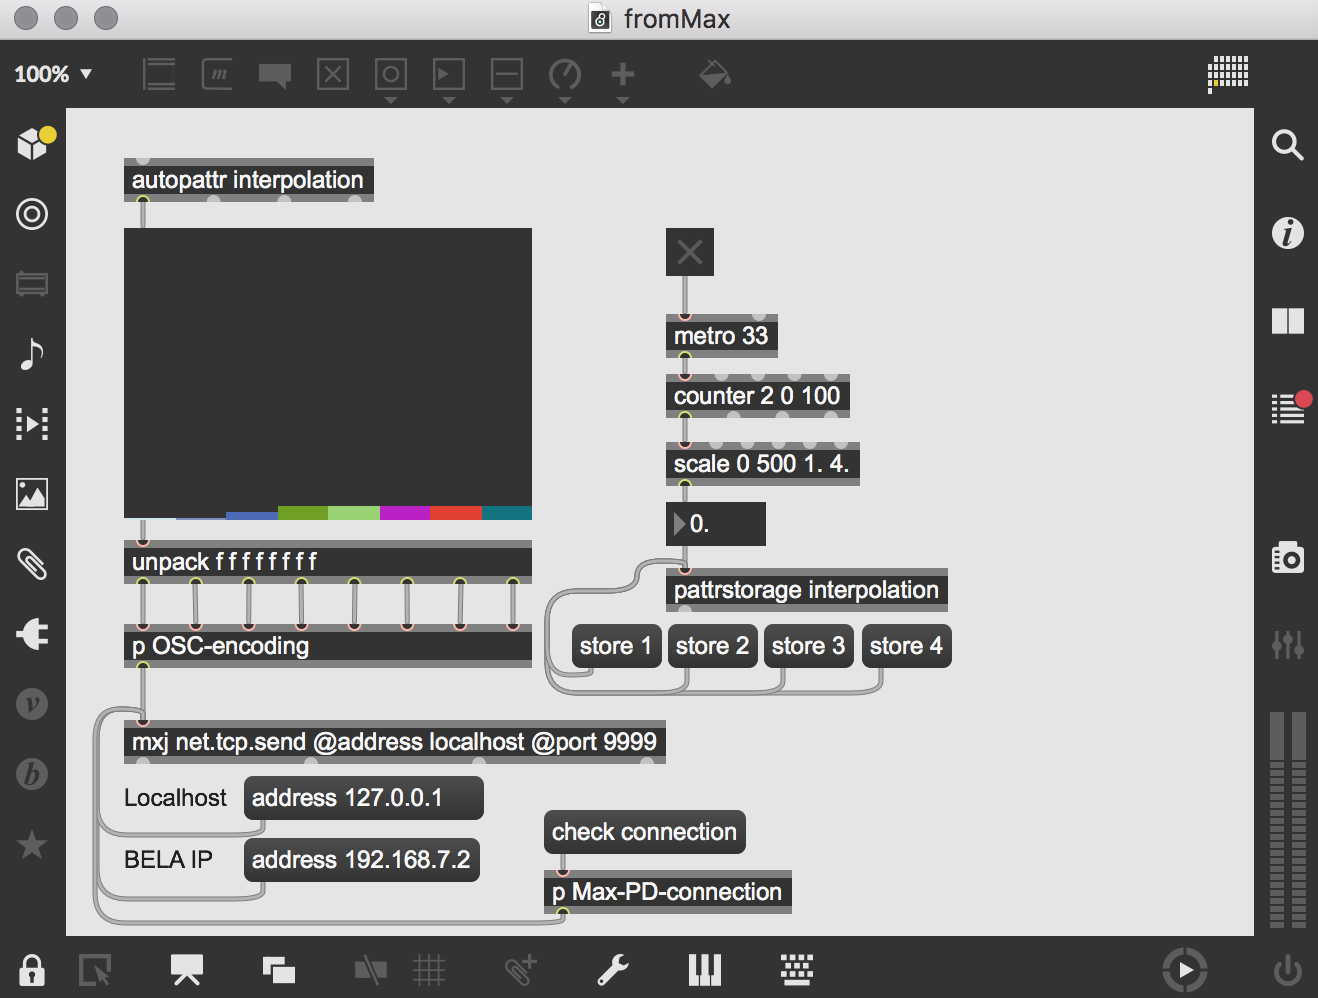 fromMax
100%
autopattr interpolation
metro 33
counter 2 0 100
scale 0 500 1. 4.
0.
unpack f f f f f f f f
pattrstorage interpolation
p OSC-encoding
store 1
store 2
store 3
store 4
mxj net.tcp.send @address localhost @port 9999
Localhost
address 127.0.0.1
BELA IP
address 192.168.7.2
check connection
p Max-PD-connection